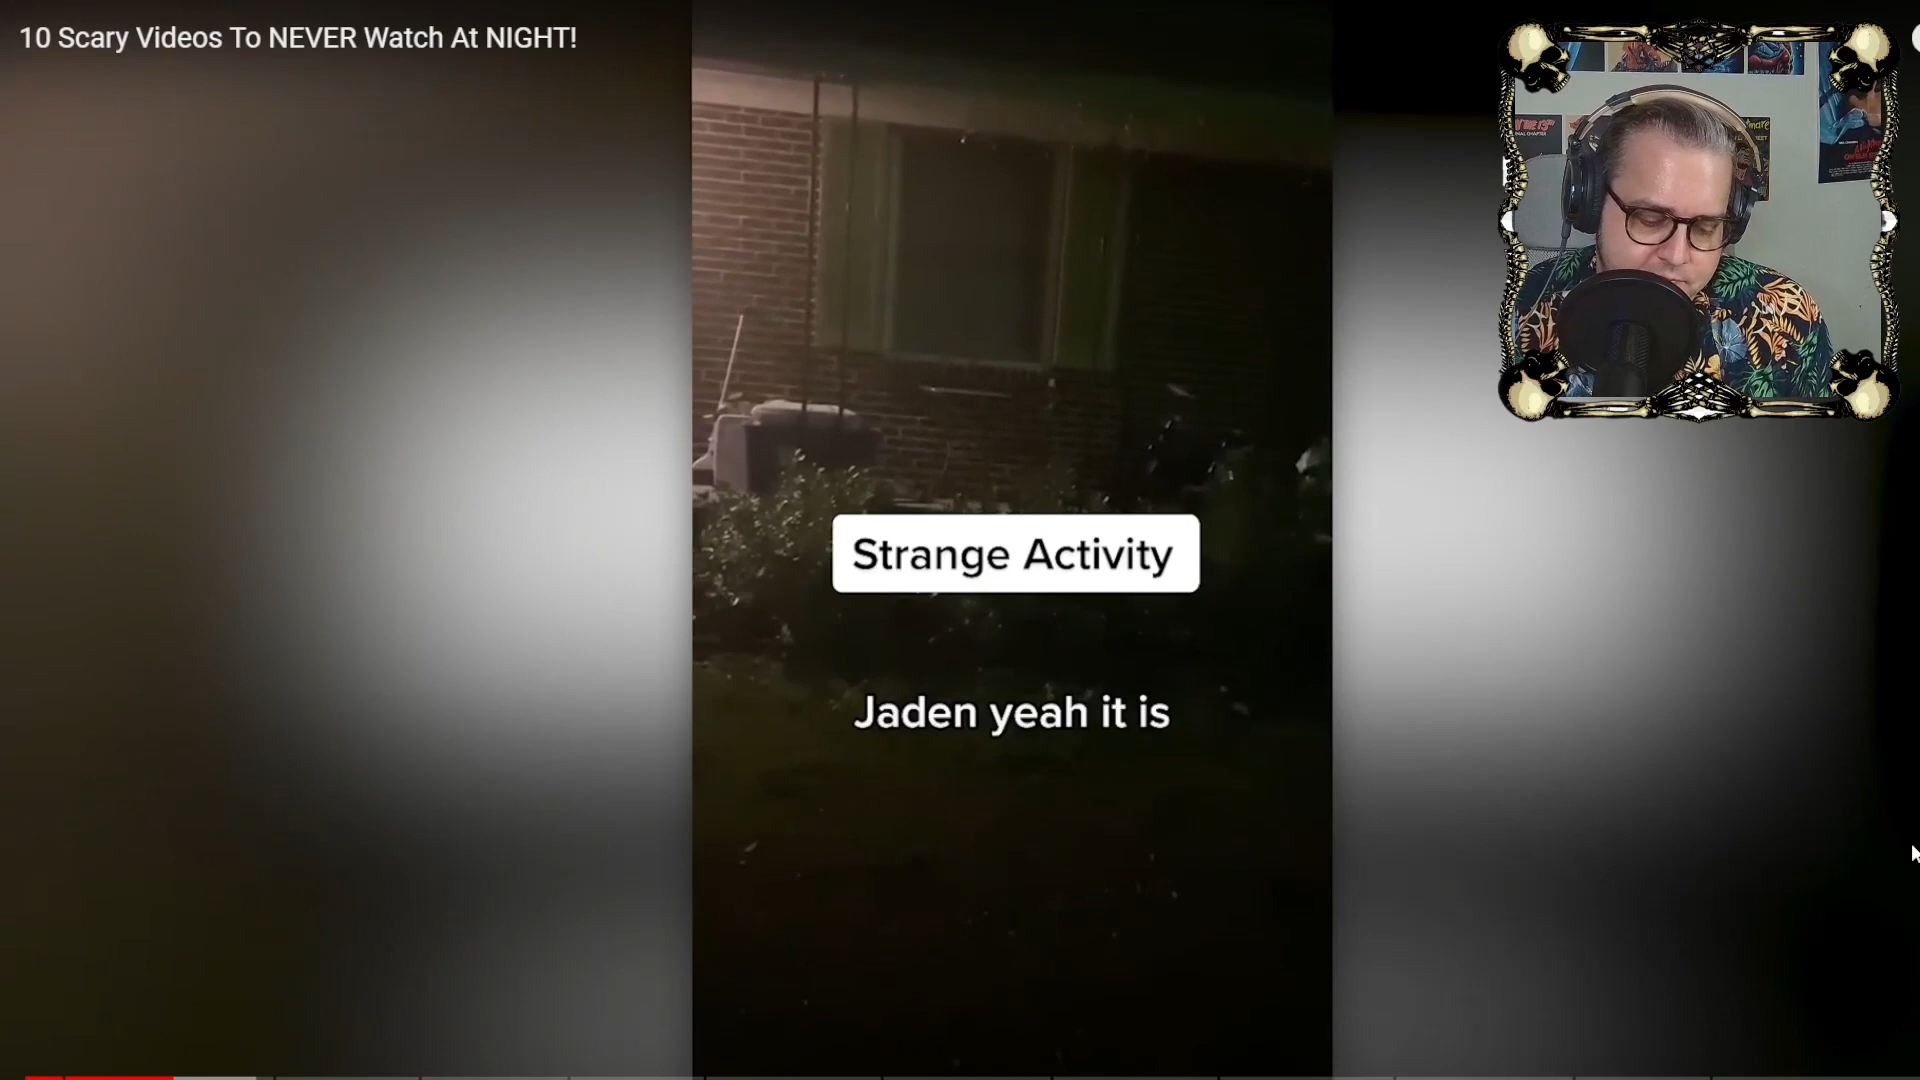 10 Scary Videos To NEVER Watch At NIGHT!
Strange Activity
Jaden yeah it is